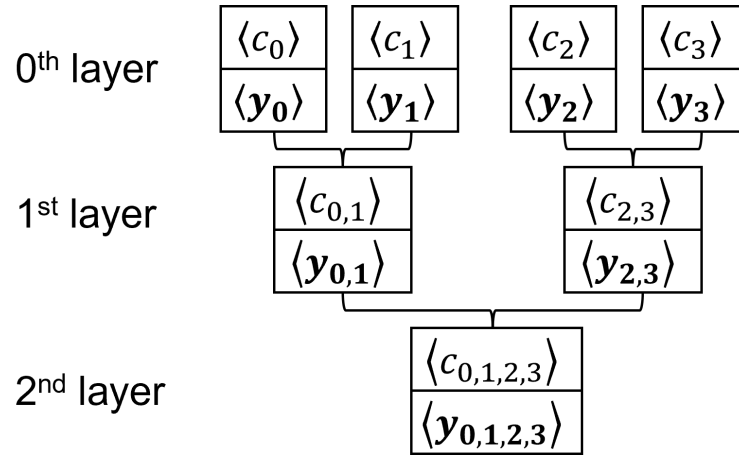 0th layer
⟨c0⟩ ⟨c1⟩ ⟨c2⟩ ⟨c3⟩
⟨y0⟩ ⟨y1⟩ ⟨y2⟩ ⟨y3⟩
1st layer
⟨c0,1⟩ ⟨c2,3⟩
⟨y0,1⟩ ⟨y2,3⟩
2nd layer
⟨c0,1,2,3⟩
⟨y0,1,2,3⟩